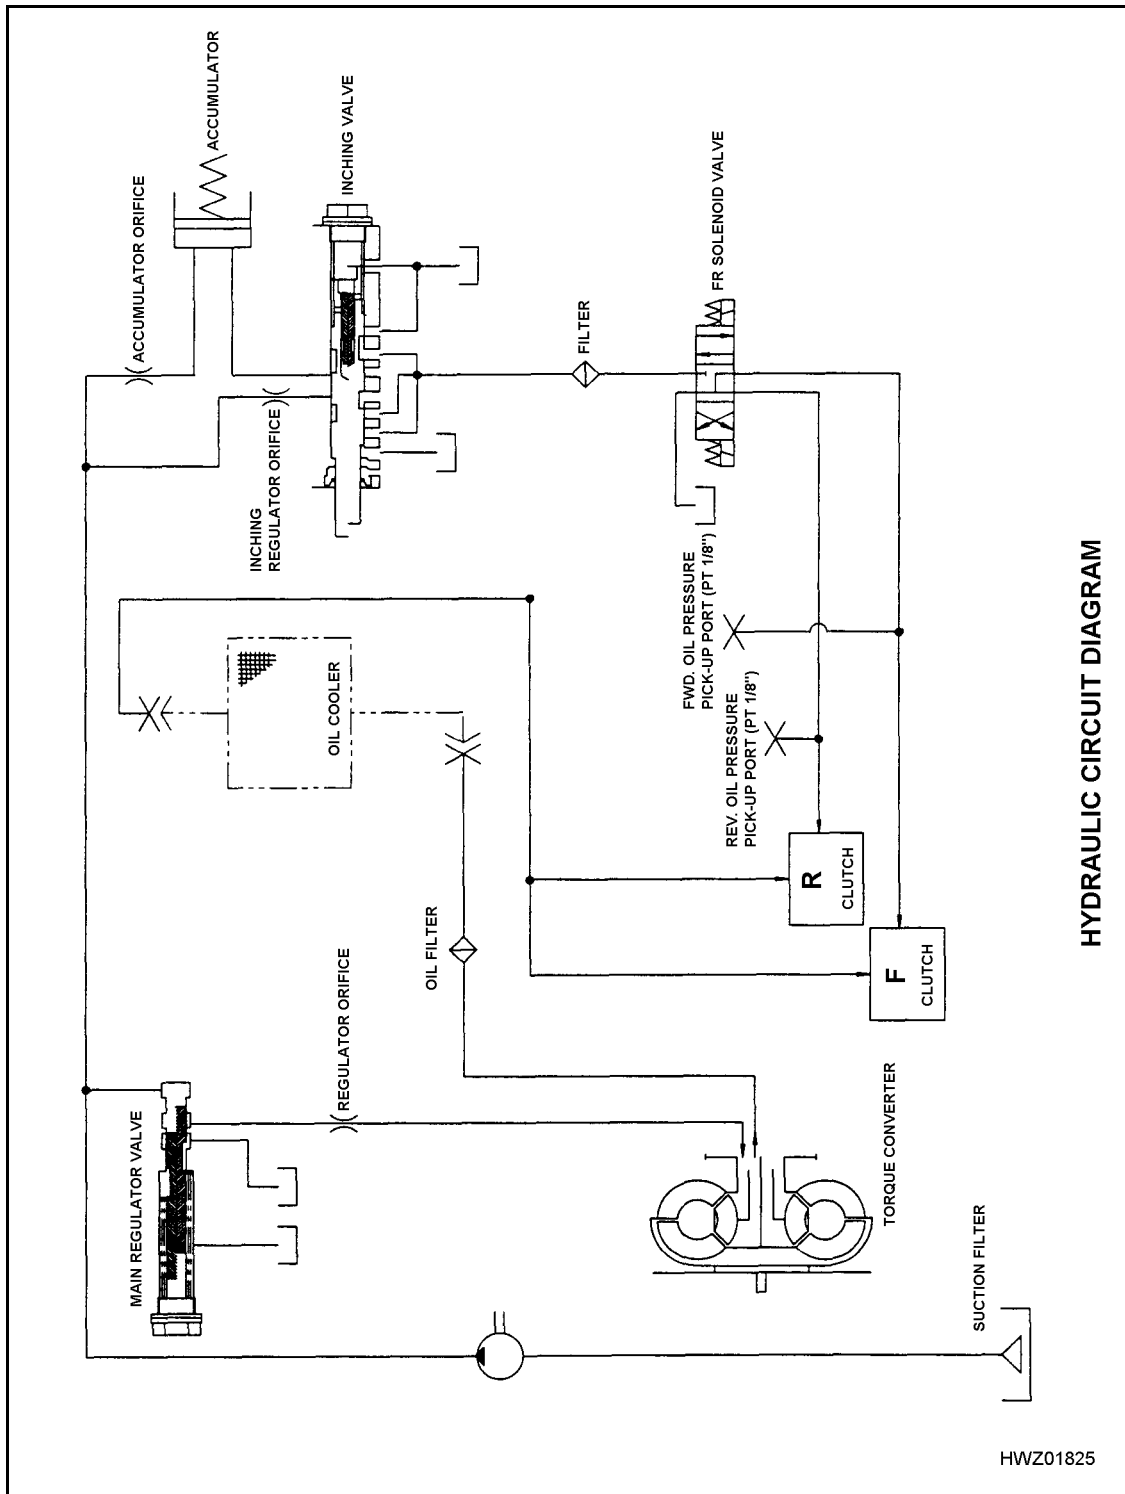 ACCUMULATOR
ACCUMULATOR ORIFICE
INCHING VALVE
INCHING
REGULATOR ORIFICE
FILTER
FR SOLENOID VALVE
FWD. OIL PRESSURE
PICK-UP PORT (PT 1/8")
REV. OIL PRESSURE
PICK-UP PORT (PT 1/8")
OIL COOLER
OIL FILTER
R
CLUTCH
F
CLUTCH
MAIN REGULATOR VALVE
REGULATOR ORIFICE
TORQUE CONVERTER
SUCTION FILTER
HYDRAULIC CIRCUIT DIAGRAM
HWZ01825